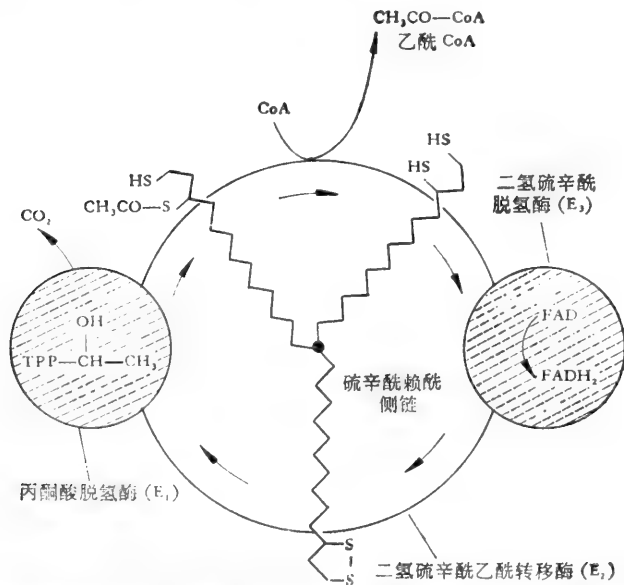 CH₃CO—CoA
乙酰 CoA
CoA
HS
HS
HS
CH₃CO—S
二氢硫辛酰
脱氢酶 (E₃)
CO₂
OH
TPP—CH—CH₃
FAD
FADH₂
硫辛酰赖酰
侧链
丙酮酸脱氢酶 (E₁)
S
S
二氢硫辛酰乙酰转移酶 (E₂)